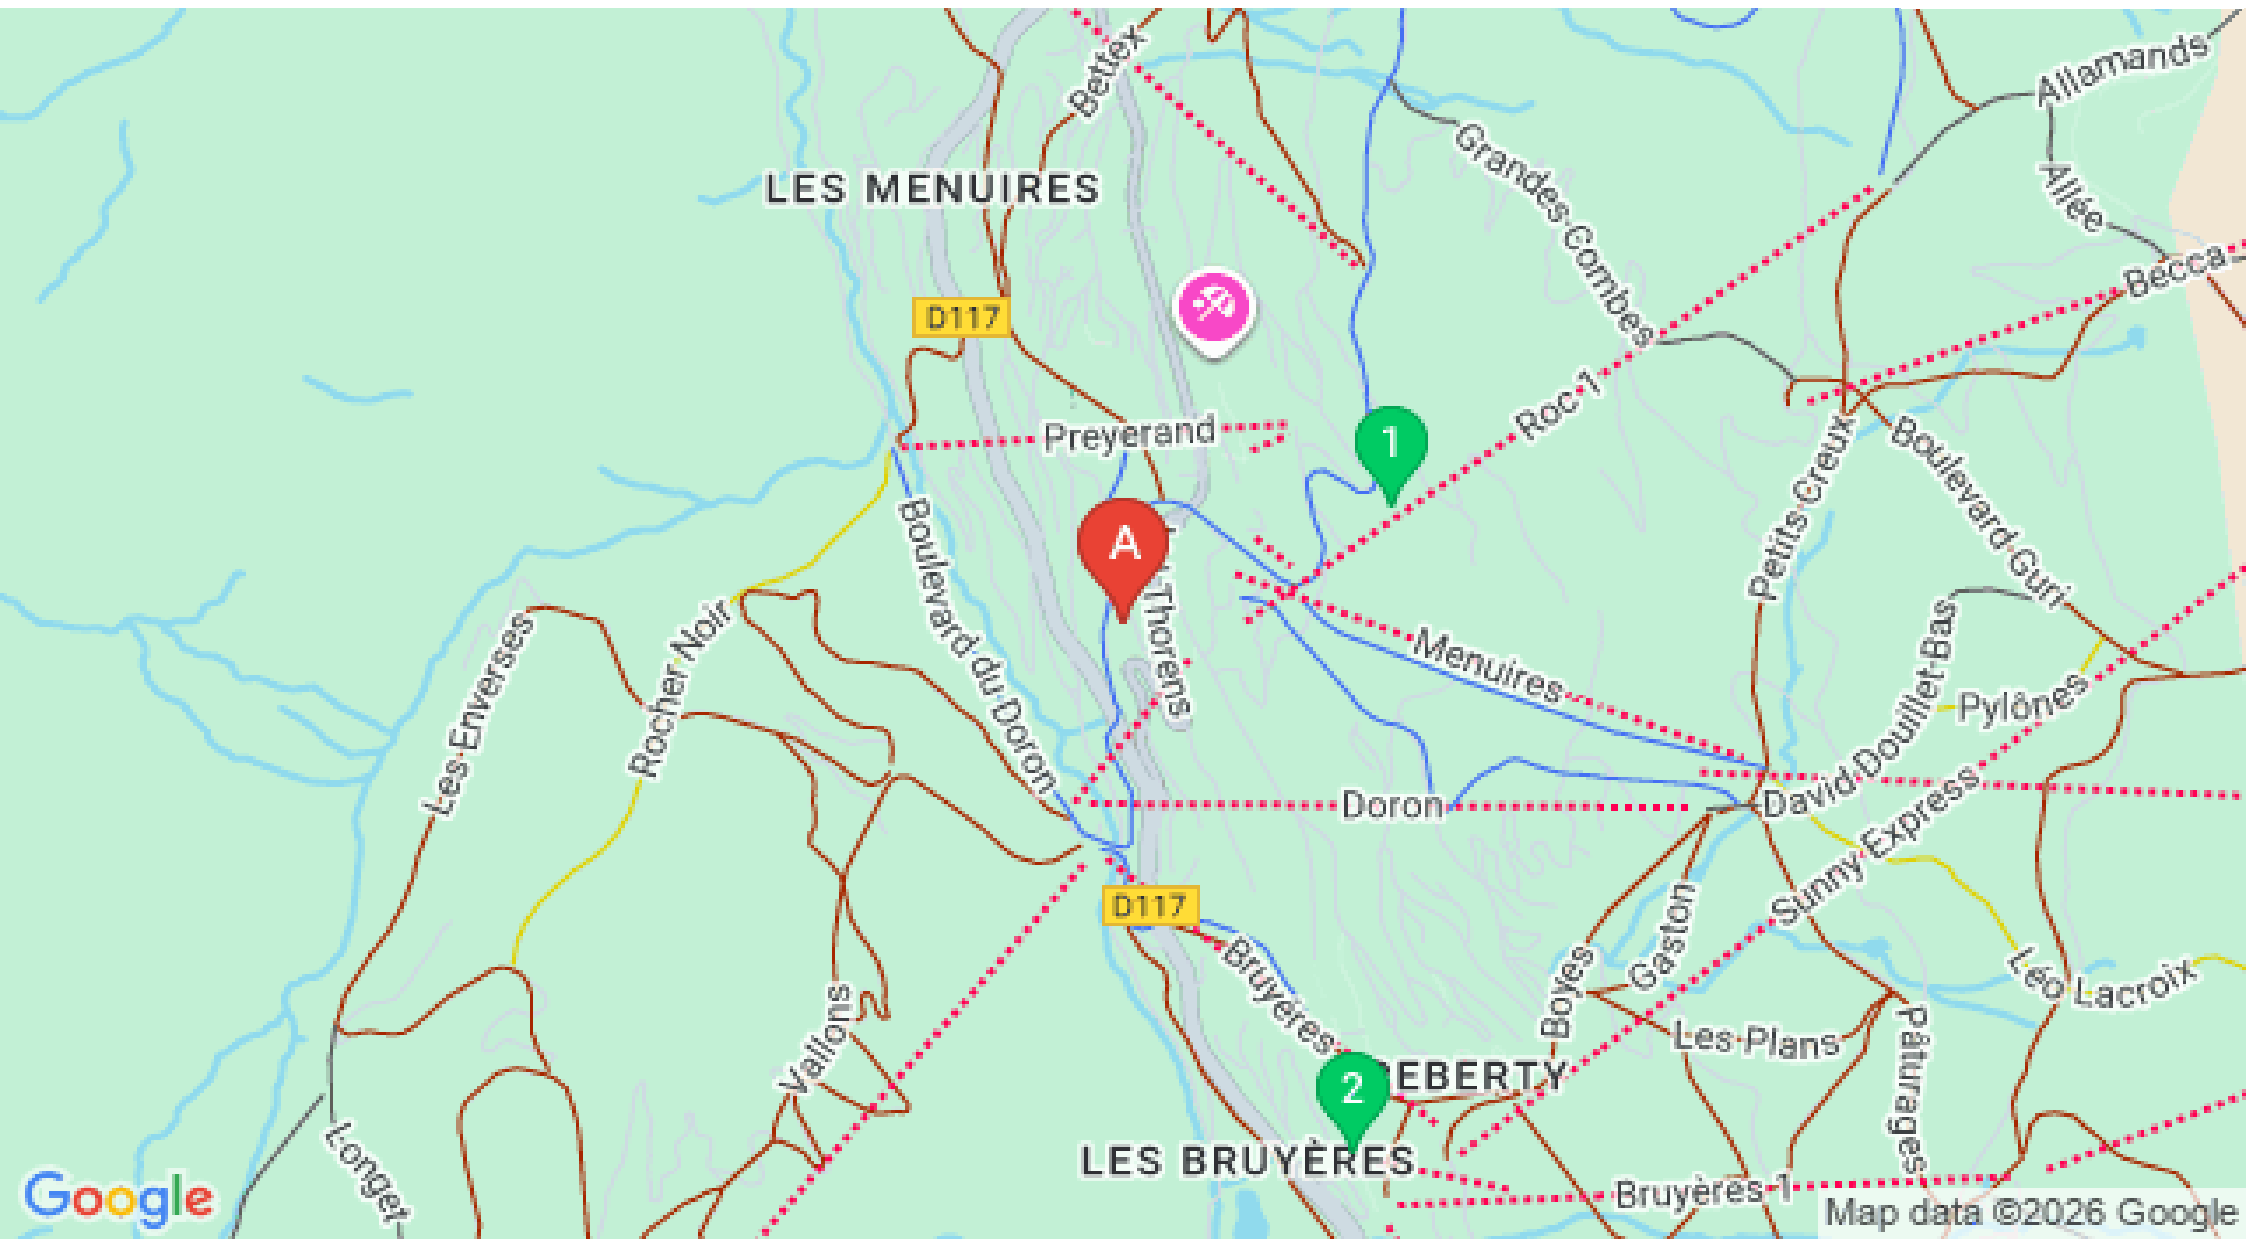 Bettex
Allamands
Grandes Combes
LES MENUIRES
Allée
Becca
D117
Roc 1
Preyerand
1
Petits Creux
Boulevard Guri
Boulevard du Doron
A
Thorens
Les Enverses
Rocher Noir
Menuires
David Douillet Bas
Pylônes
Doron
Sunny Express
D117
Bruyères
Boyes
Gaston
Léo Lacroix
Vallons
Les Plans
Pâturages
2
EBERTY
LES BRUYÈRES
Longet
Bruyères 1
Google
Map data ©2026 Google